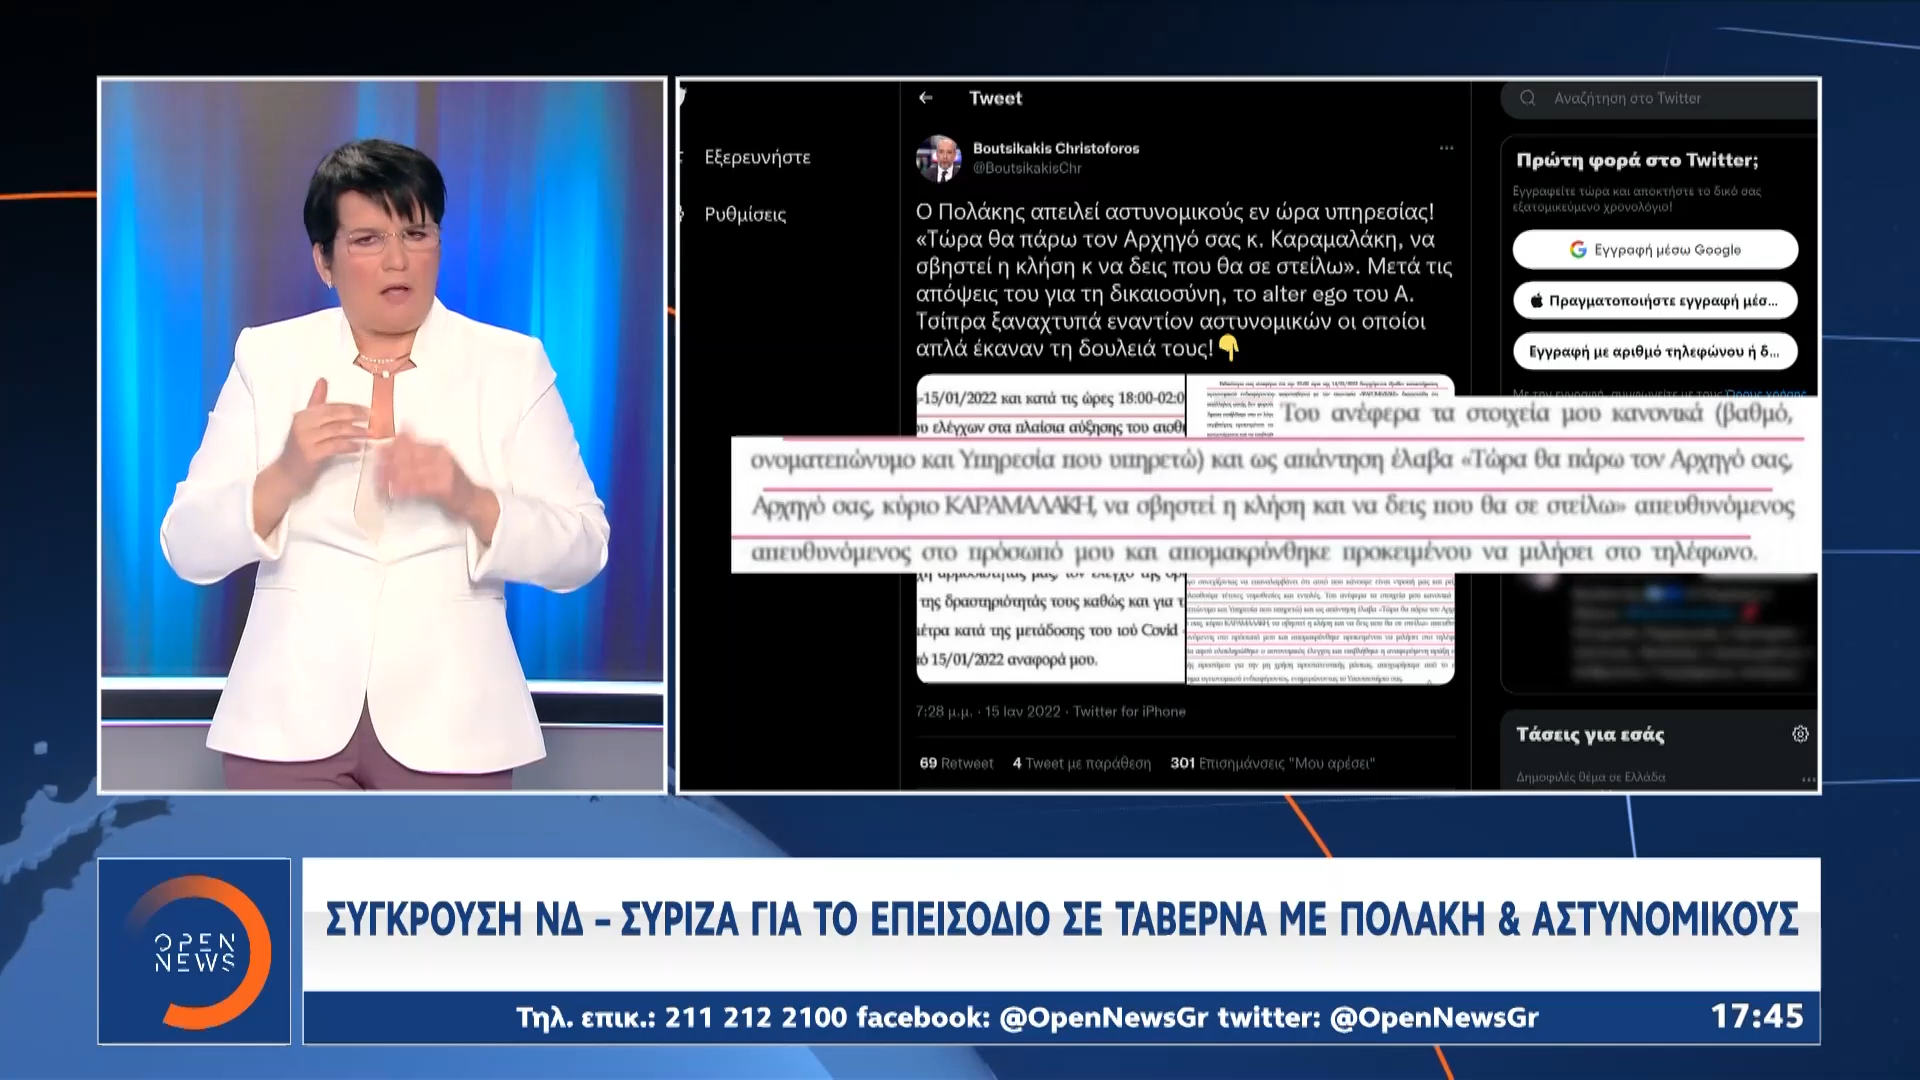 Tweet
Αναζήτηση στο Twitter
Εξερευνήστε
Ρυθμίσεις
Boutsikakis Christoforos
@BoutsikakisChr
Ο Πολάκης απειλεί αστυνομικούς εν ώρα υπηρεσίας!
«Τώρα θα πάρω τον Αρχηγό σας κ. Καραμαλάκη, να
σβηστεί η κλήση κ να δεις που θα σε στείλω». Μετά τις
απόψεις του για τη δικαιοσύνη, το alter ego του Α.
Τσίπρα ξαναχτυπά εναντίον αστυνομικών οι οποίοι
απλά έκαναν τη δουλειά τους!👇
Πρώτη φορά στο Twitter;
Εγγραφείτε τώρα και αποκτήστε το δικό σας
εξατομικεύμενο χρονολόγιο!
Εγγραφή μέσω Google
Πραγματοποιήστε εγγραφή μέσ...
Εγγραφή με αριθμό τηλεφώνου ή δ...
-15/01/2022 και κατά τις ώρες 18:00-02:0
υ ελέγχων στα πλαίσια αύξησης του αισθ
Του ανέφερα τα στοιχεία μου κανονικά (βαθμό,
ονοματεπώνυμο και Υπηρεσία που υπηρετώ) και ως απάντηση έλαβα «Τώρα θα πάρω τον Αρχηγό σας,
Αρχηγό σας, κύριο ΚΑΡΑΜΑΛΑΚΗ, να σβηστεί η κλήση και να δεις που θα σε στείλω» απευθυνόμενος
απευθυνόμενος στο πρόσωπό μου και απομακρύνθηκε προκειμένου να μιλήσει στο τηλέφωνο.
της δραστηριότητάς τους καθώς και για τ
έτρα κατά της μετάδοσης του ιού Covid
ό 15/01/2022 αναφορά μου.
7:28 μ.μ. · 15 Ιαν 2022 · Twitter for iPhone
69 Retweet 4 Tweet με παράθεση 301 Επισημάνσεις "Μου αρέσει"
Τάσεις για εσάς
Δημοφιλές θέμα σε Ελλάδα
OPEN
NEWS
ΣΥΓΚΡΟΥΣΗ ΝΔ – ΣΥΡΙΖΑ ΓΙΑ ΤΟ ΕΠΕΙΣΟΔΙΟ ΣΕ ΤΑΒΕΡΝΑ ΜΕ ΠΟΛΑΚΗ & ΑΣΤΥΝΟΜΙΚΟΥΣ
Τηλ. επικ.: 211 212 2100 facebook: @OpenNewsGr twitter: @OpenNewsGr
17:45